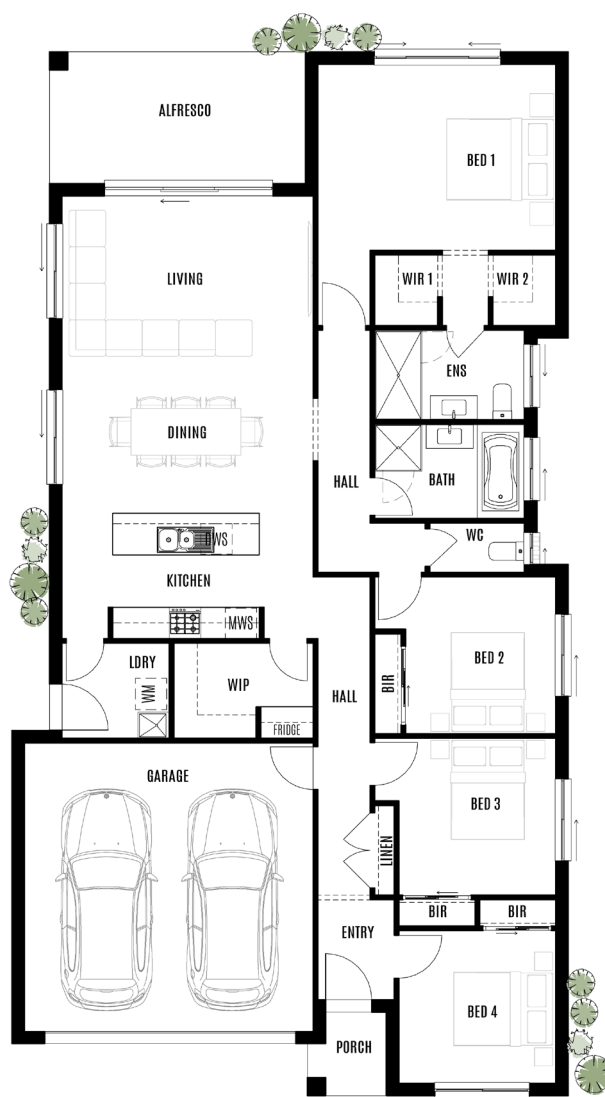 ALFRESCO
BED 1
LIVING
WIR 1
WIR 2
ENS
DINING
HALL
BATH
DWS
WC
KITCHEN
MWS
LDRY
WM
WIP
FRIDGE
BIR
BED 2
HALL
GARAGE
BED 3
LINEN
BIR
BIR
ENTRY
BED 4
PORCH